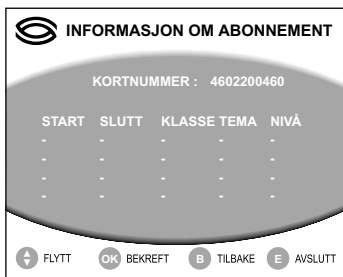 INFORMASJON OM ABONNEMENT
KORTNUMMER : 4602200460
START SLUTT KLASSE TEMA NIVÅ
- - - - -
- - - - -
- - - - -
- - - - -
FLYTT OK BEKREFT B TILBAKE E AVSLUTT